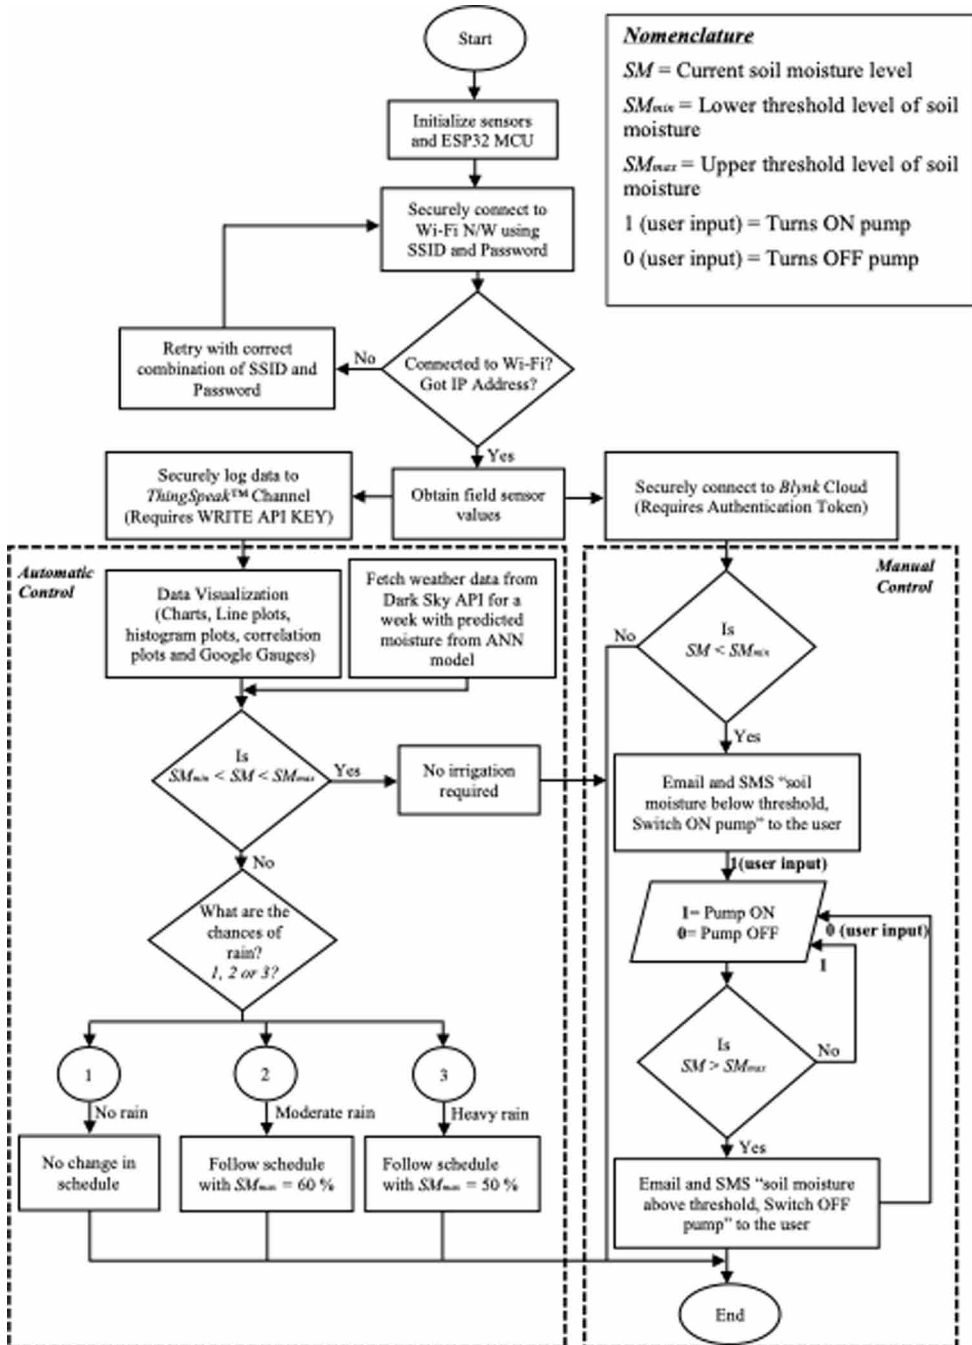 Start
Nomenclature
SM = Current soil moisture level
SMmin = Lower threshold level of soil
moisture
SMmax = Upper threshold level of soil
moisture
1 (user input) = Turns ON pump
0 (user input) = Turns OFF pump
Initialize sensors
and ESP32 MCU
Securely connect to
Wi-Fi N/W using
SSID and Password
Retry with correct
combination of SSID and
Password
No
Connected to Wi-Fi?
Got IP Address?
Yes
Securely log data to
ThingSpeak™ Channel
(Requires WRITE API KEY)
Obtain field sensor
values
Securely connect to Blynk Cloud
(Requires Authentication Token)
Automatic
Control
Data Visualization
(Charts, Line plots,
histogram plots, correlation
plots and Google Gauges)
Fetch weather data from
Dark Sky API for a
week with predicted
moisture from ANN
model
Manual
Control
No
Is
SM < SMmin
Yes
Is
SMmin < SM < SMmax
Yes
No irrigation
required
Email and SMS “soil
moisture below threshold,
Switch ON pump” to the user
No
1(user input)
What are the
chances of
rain?
1, 2 or 3?
1= Pump ON
0= Pump OFF
0 (user input)
1
Is
SM > SMmax
No
Yes
1
2
3
No rain
Moderate rain
Heavy rain
No change in
schedule
Follow schedule
with SMmax = 60 %
Follow schedule
with SMmax = 50 %
Email and SMS “soil moisture
above threshold, Switch OFF
pump” to the user
End